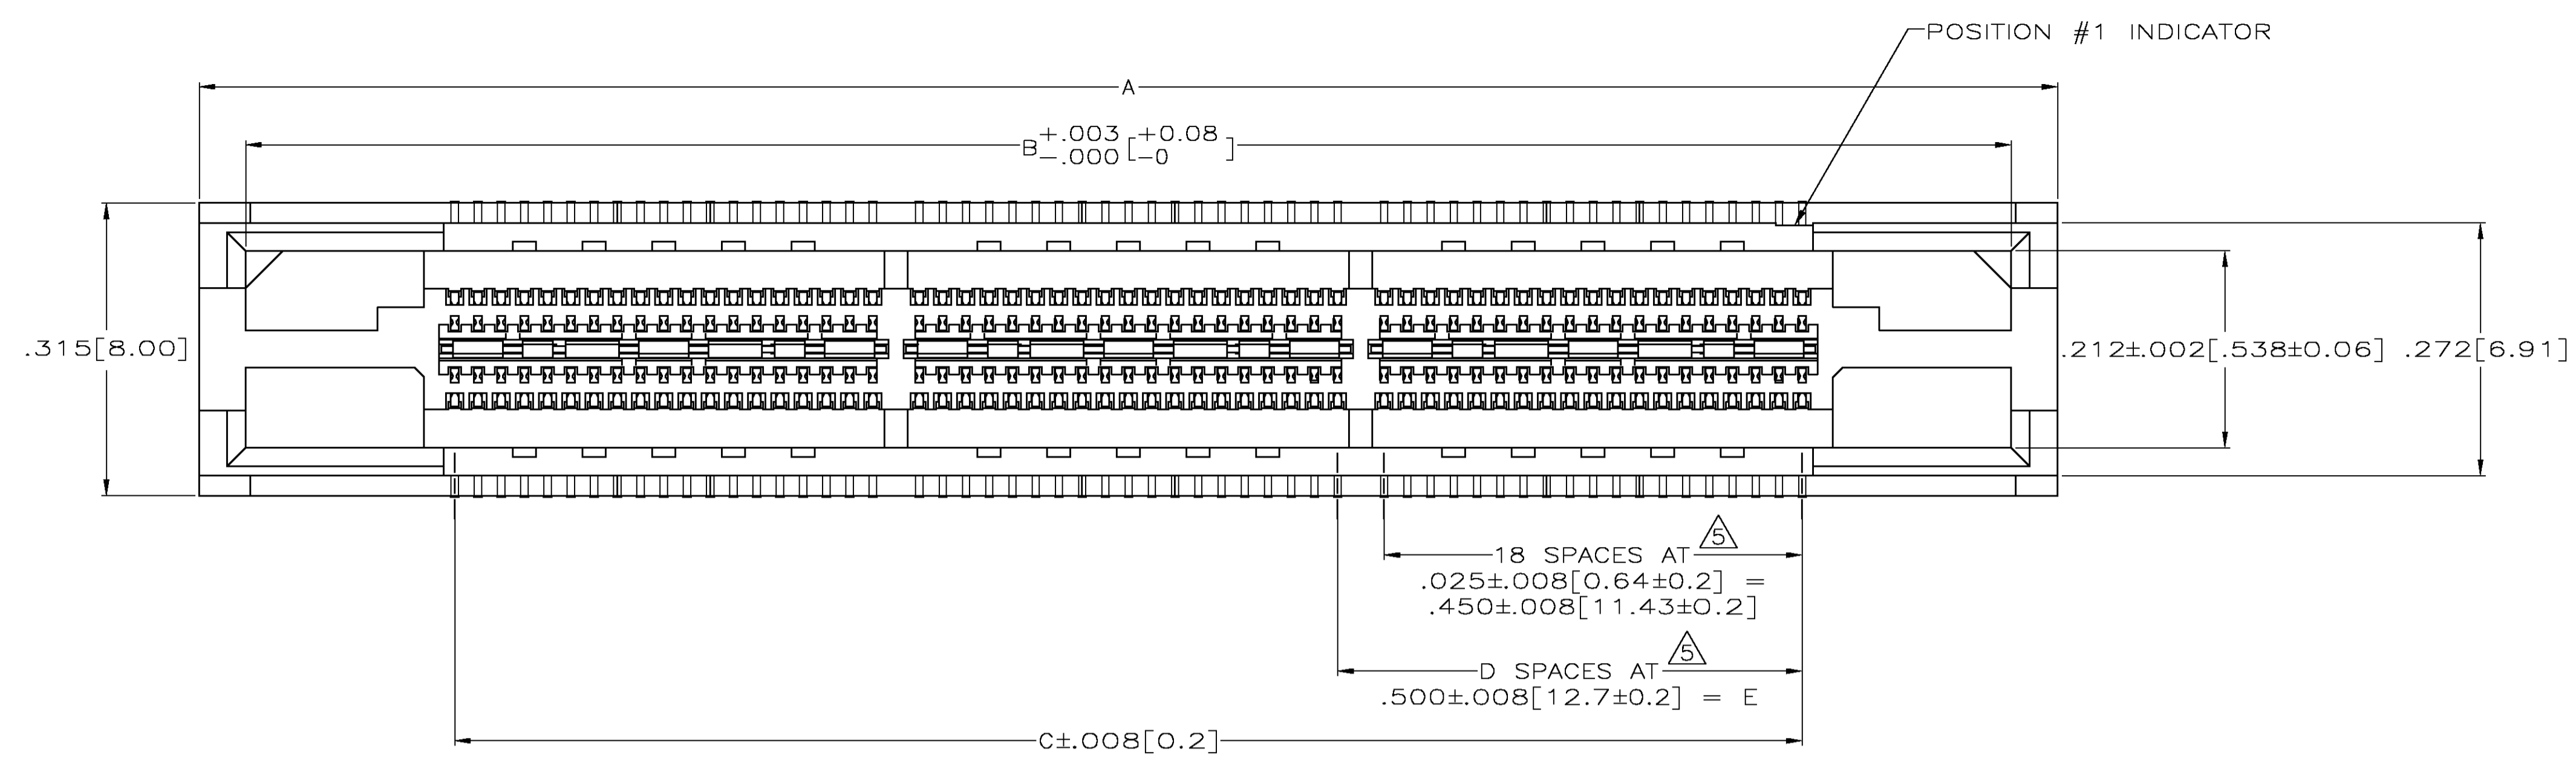 POSITION #1 INDICATOR
A
B +.003 [+0.08
-.000 [-0 ]
.315[8.00]
.212±.002[.538±0.06]
.272[6.91]
18 SPACES AT 5
.025±.008[0.64±0.2] =
.450±.008[11.43±0.2]
D SPACES AT 5
.500±.008[12.7±0.2] = E
C±.008[0.2]